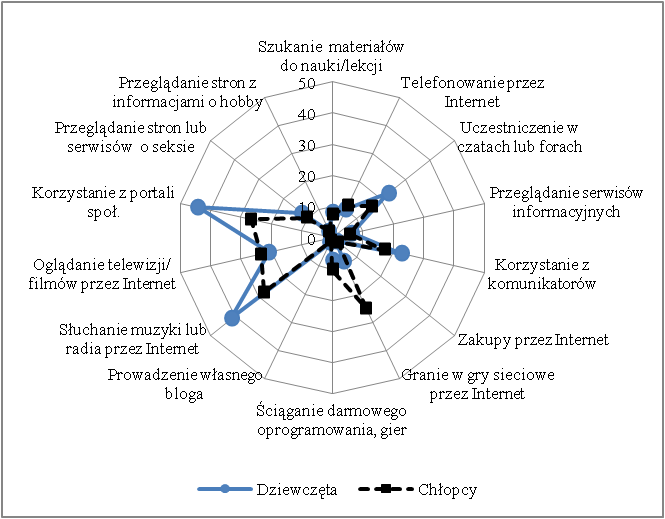 Szukanie materiałów
do nauki/lekcji
Przeglądanie stron z
informacjami o hobby
Telefonowanie przez
Internet
Przeglądanie stron lub
serwisów o seksie
Uczestniczenie w
czatach lub forach
Korzystanie z portali
społ.
Przeglądanie serwisów
informacyjnych
Oglądanie telewizji/
filmów przez Internet
Korzystanie z
komunikatorów
Słuchanie muzyki lub
radia przez Internet
Zakupy przez Internet
Prowadzenie własnego
bloga
Granie w gry sieciowe
przez Internet
Ściąganie darmowego
oprogramowania, gier
50
40
30
20
10
0
Dziewczęta
Chłopcy